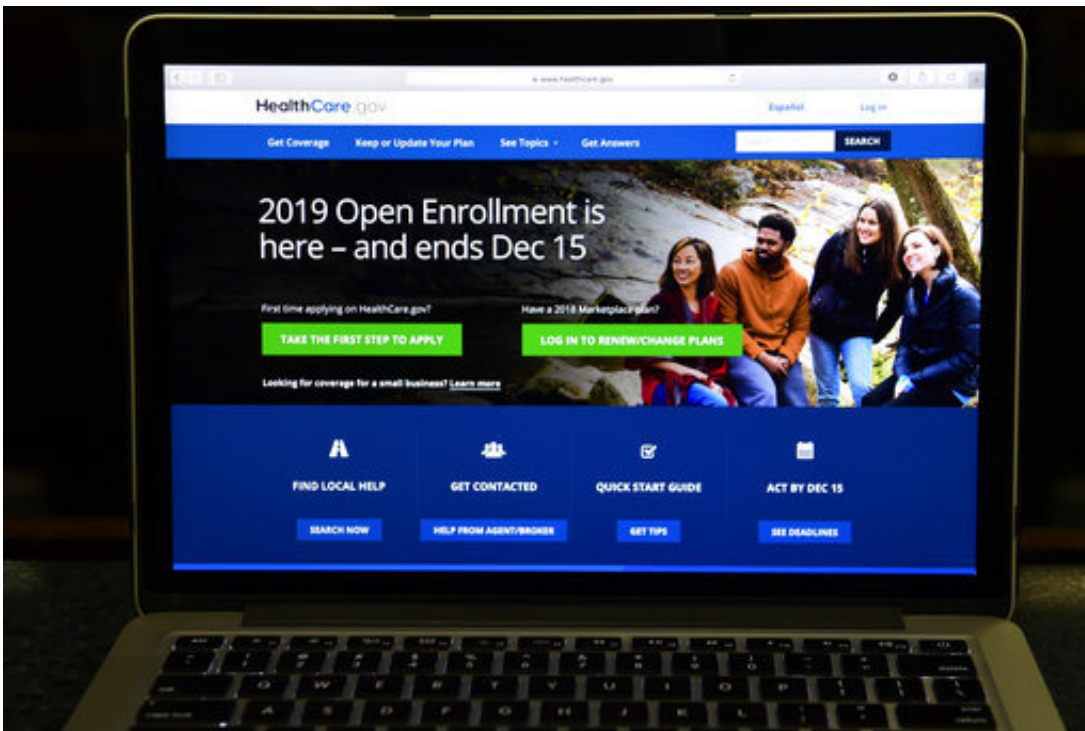 www.healthcare.gov
HealthCare.gov
Español Log in
Get Coverage Keep or Update Your Plan See Topics Get Answers SEARCH
2019 Open Enrollment is
here – and ends Dec 15
First time applying on HealthCare.gov? Have a 2018 Marketplace plan?
TAKE THE FIRST STEP TO APPLY LOG IN TO RENEW/CHANGE PLANS
Looking for coverage for a small business? Learn more
FIND LOCAL HELP GET CONTACTED QUICK START GUIDE ACT BY DEC 15
SEARCH NOW HELP FROM AGENT/BROKER GET TIPS SEE DEADLINES
Q W E R T Y U I O P
A S D F G H J K L